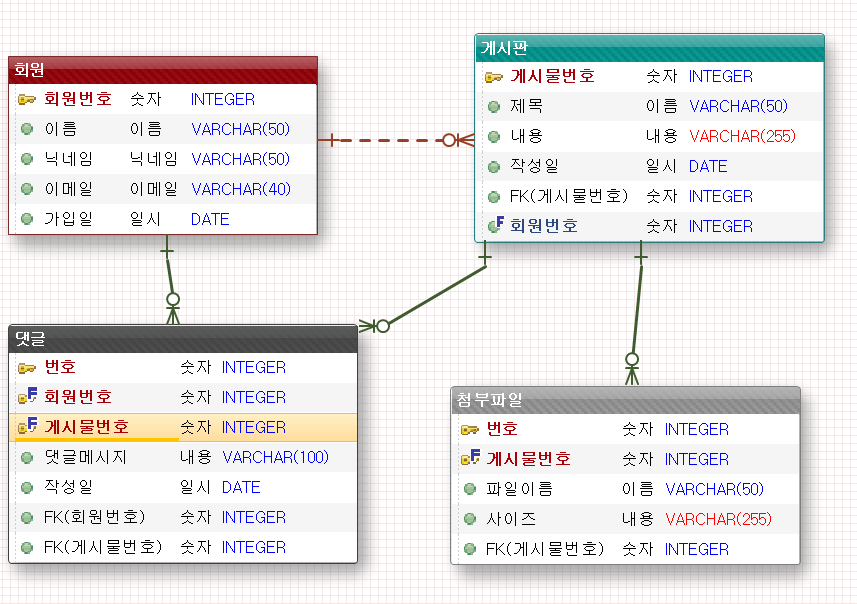 회원
회원번호 숫자 INTEGER
이름 이름 VARCHAR(50)
닉네임 닉네임 VARCHAR(50)
이메일 이메일 VARCHAR(40)
가입일 일시 DATE
게시판
게시물번호 숫자 INTEGER
제목 이름 VARCHAR(50)
내용 내용 VARCHAR(255)
작성일 일시 DATE
FK(게시물번호) 숫자 INTEGER
회원번호 숫자 INTEGER
댓글
번호 숫자 INTEGER
회원번호 숫자 INTEGER
게시물번호 숫자 INTEGER
댓글메시지 내용 VARCHAR(100)
작성일 일시 DATE
FK(회원번호) 숫자 INTEGER
FK(게시물번호) 숫자 INTEGER
첨부파일
번호 숫자 INTEGER
게시물번호 숫자 INTEGER
파일이름 이름 VARCHAR(50)
사이즈 내용 VARCHAR(255)
FK(게시물번호) 숫자 INTEGER